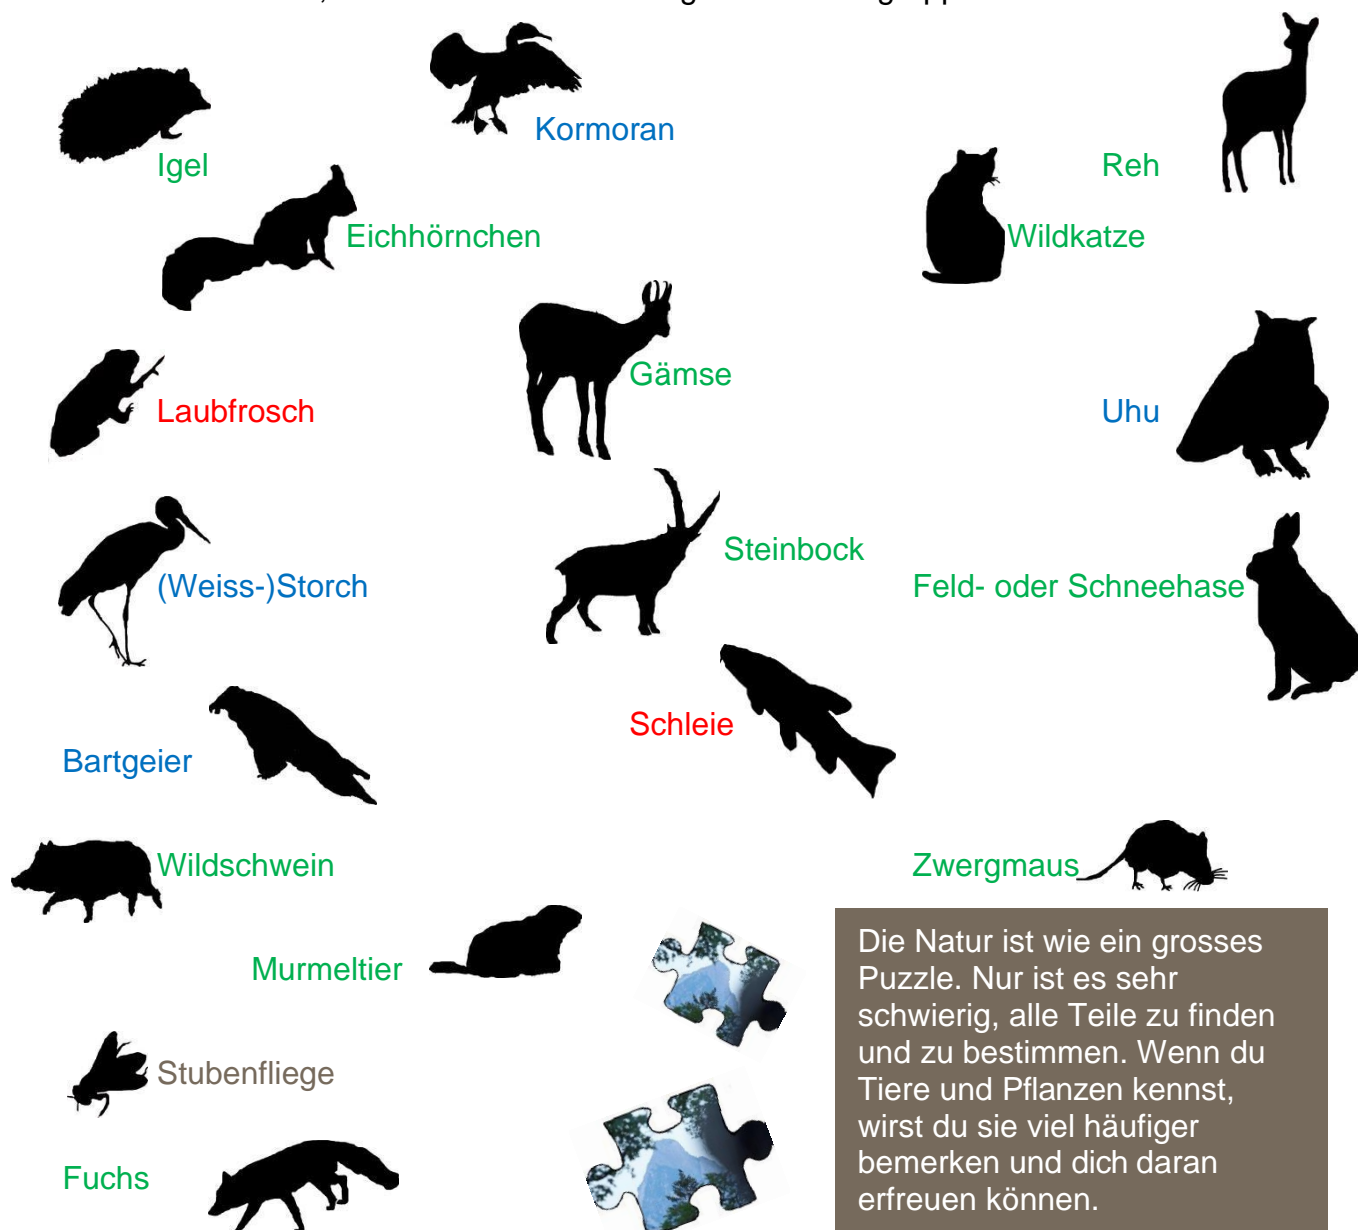 Kormoran
Igel
Reh
Eichhörnchen
Wildkatze
Gämse
Laubfrosch
Uhu
Steinbock
(Weiss-)Storch
Feld- oder Schneehase
Schleie
Bartgeier
Wildschwein
Zwergmaus
Murmeltier
Stubenfliege
Fuchs
Die Natur ist wie ein grosses
Puzzle. Nur ist es sehr
schwierig, alle Teile zu finden
und zu bestimmen. Wenn du
Tiere und Pflanzen kennst,
wirst du sie viel häufiger
bemerken und dich daran
erfreuen können.